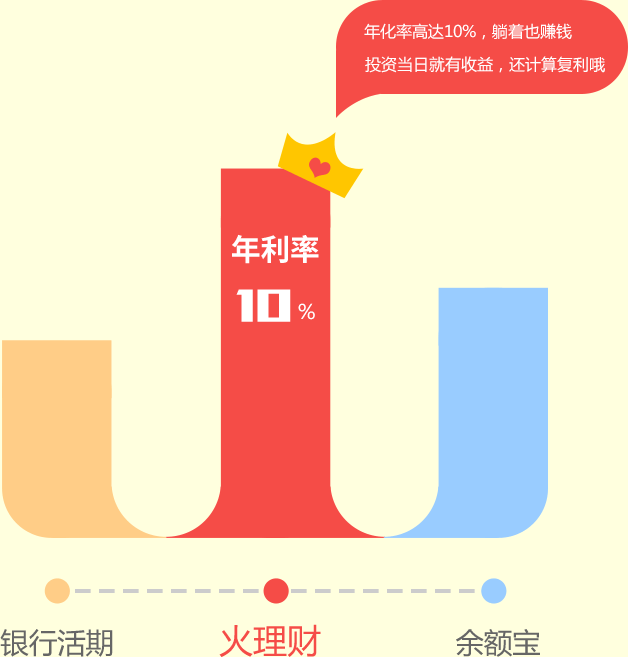 年化率高达10%，躺着也赚钱
投资当日就有收益，还计算复利哦
年利率
10%
银行活期
火理财
余额宝